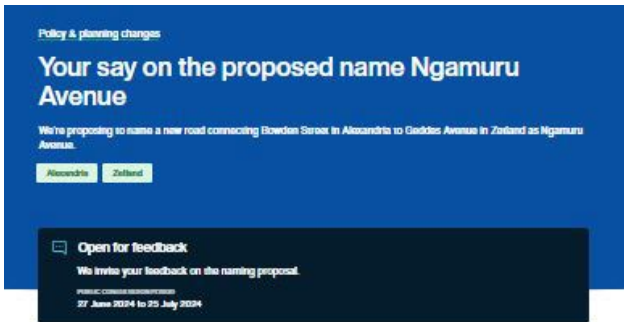 Policy & planning changes
Your say on the proposed name Ngamuru
Avenue
We're proposing to name a new road connecting Bowden Street in Alexandria to Geddes Avenue in Zetland as Ngamuru
Avenue.
Alexandria Zetland
Open for feedback
We invite your feedback on the naming proposal.
27 June 2024 to 25 July 2024